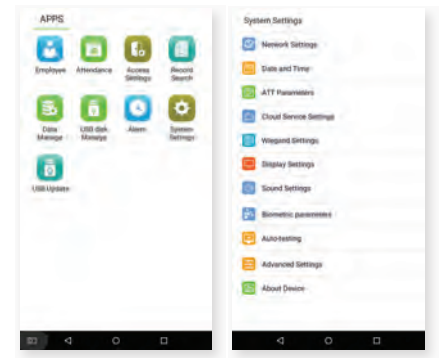 APPS
Employee Attendance Access Settings Record Search
Data Manage USB disk Manage Alarm System Settings
USB Update
System Settings
Network Settings
Date and Time
ATT Parameters
Cloud Service Settings
Wiegand Settings
Display Settings
Sound Settings
Biometric parameters
Auto-testing
Advanced Settings
About Device